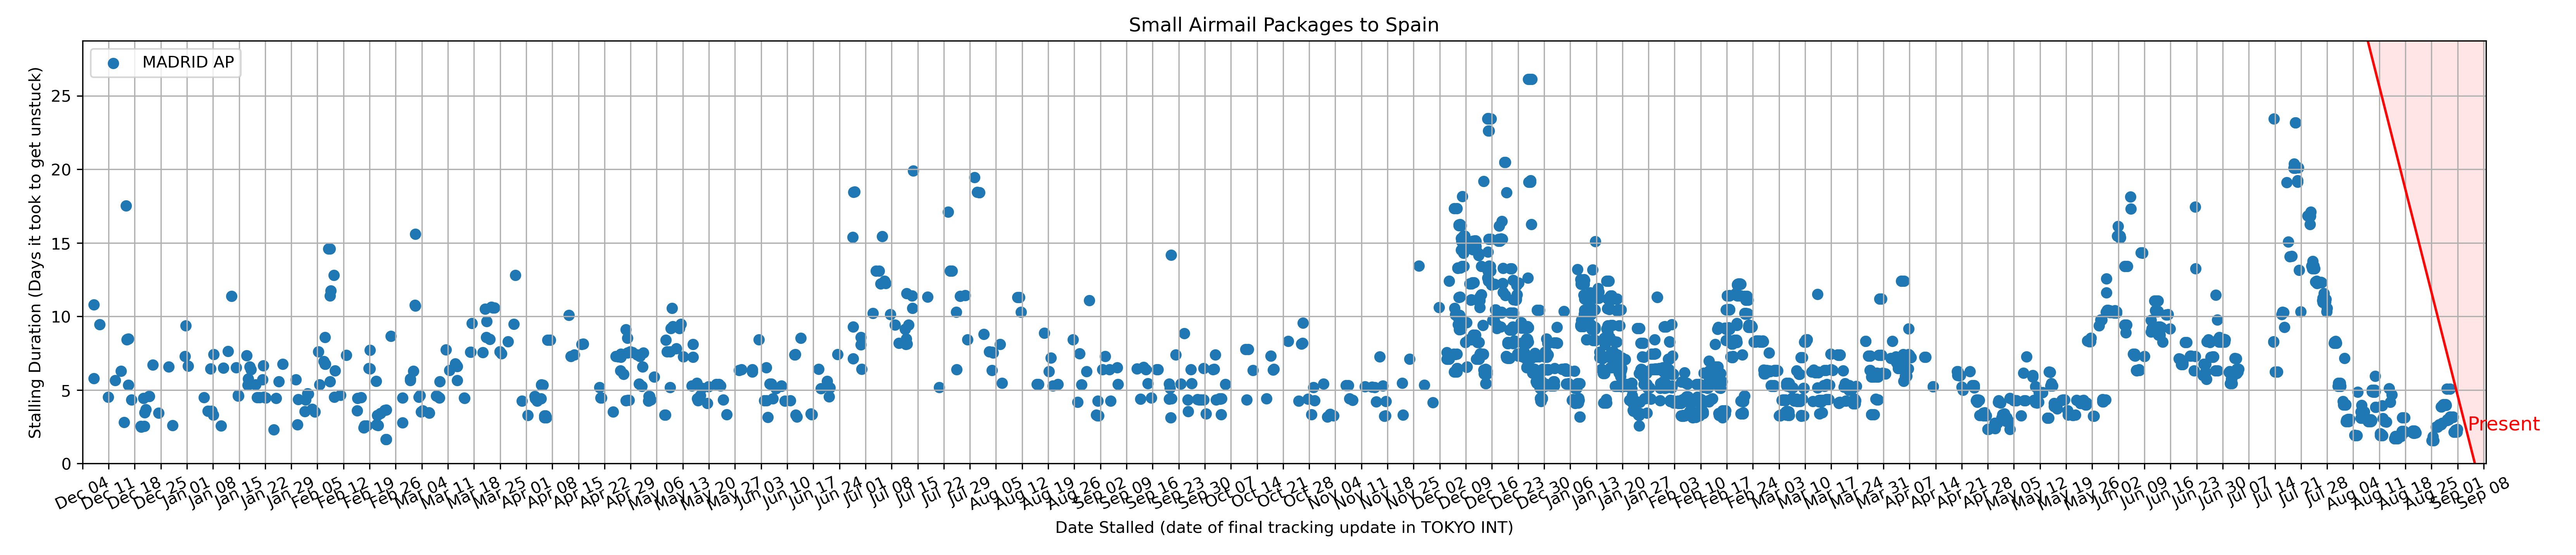 Small Airmail Packages to Spain
MADRID AP
Stalling Duration (Days it took to get unstuck)
25
20
15
10
5
0
Present
Dec 04 Dec 11 Dec 18 Dec 25 Jan 01 Jan 08 Jan 15 Jan 22 Jan 29 Feb 05 Feb 12 Feb 19 Feb 26 Mar 04 Mar 11 Mar 18 Mar 25 Apr 01 Apr 08 Apr 15 Apr 22 Apr 29 May 06 May 13 May 20 May 27 Jun 03 Jun 10 Jun 17 Jun 24 Jul 01 Jul 08 Jul 15 Jul 22 Jul 29 Aug 05 Aug 12 Aug 19 Aug 26 Sep 02 Sep 09 Sep 16 Sep 23 Sep 30 Oct 07 Oct 14 Oct 21 Oct 28 Nov 04 Nov 11 Nov 18 Nov 25 Dec 02 Dec 09 Dec 16 Dec 23 Dec 30 Jan 06 Jan 13 Jan 20 Jan 27 Feb 03 Feb 10 Feb 17 Feb 24 Mar 03 Mar 10 Mar 17 Mar 24 Mar 31 Apr 07 Apr 14 Apr 21 Apr 28 May 05 May 12 May 19 May 26 Jun 02 Jun 09 Jun 16 Jun 23 Jun 30 Jul 07 Jul 14 Jul 21 Jul 28 Aug 04 Aug 11 Aug 18 Aug 25 Sep 01 Sep 08
Date Stalled (date of final tracking update in TOKYO INT)